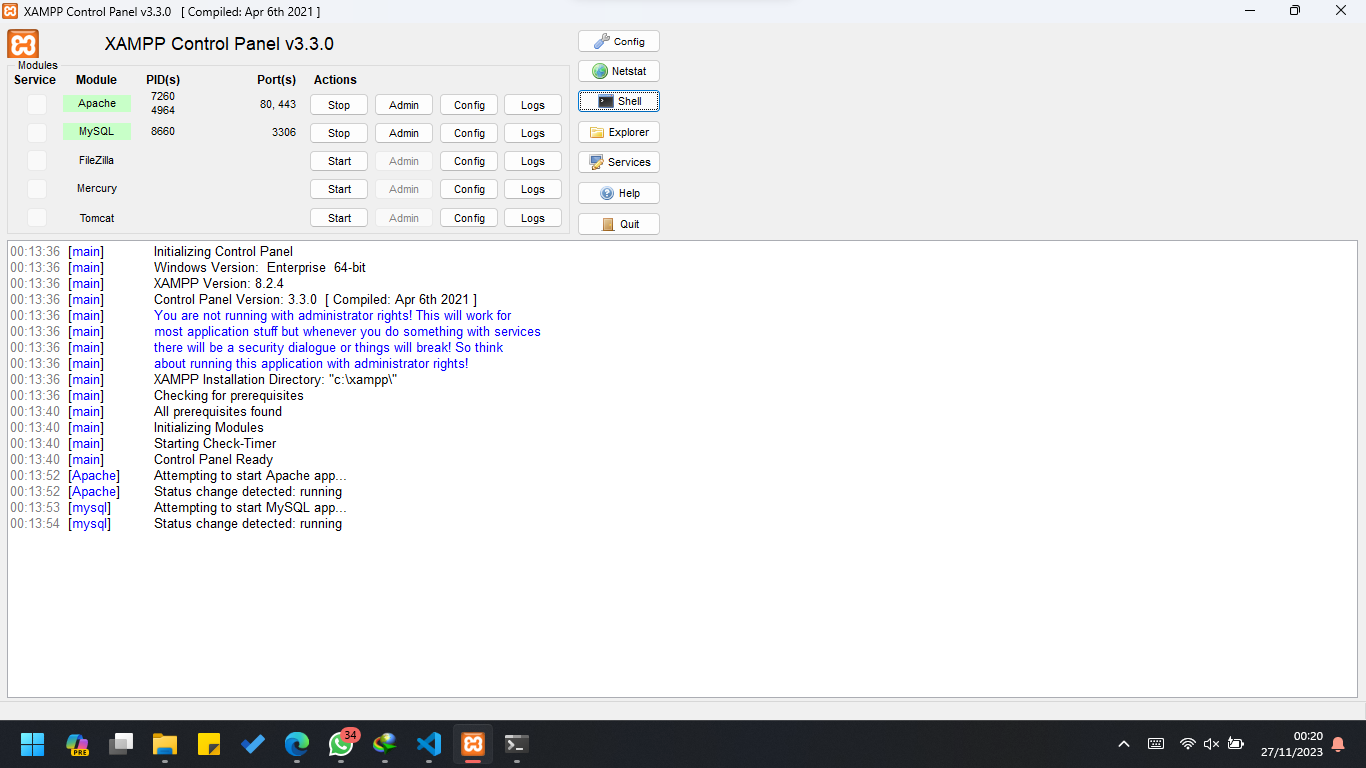 XAMPP Control Panel v3.3.0 [ Compiled: Apr 6th 2021 ]
XAMPP Control Panel v3.3.0
Modules
Service Module PID(s) Port(s) Actions
Apache 7260 4964 80, 443 Stop Admin Config Logs
MySQL 8660 3306 Stop Admin Config Logs
FileZilla Start Admin Config Logs
Mercury Start Admin Config Logs
Tomcat Start Admin Config Logs
Config
Netstat
Shell
Explorer
Services
Help
Quit
00:13:36 [main] Initializing Control Panel
00:13:36 [main] Windows Version: Enterprise 64-bit
00:13:36 [main] XAMPP Version: 8.2.4
00:13:36 [main] Control Panel Version: 3.3.0 [ Compiled: Apr 6th 2021 ]
00:13:36 [main] You are not running with administrator rights! This will work for
00:13:36 [main] most application stuff but whenever you do something with services
00:13:36 [main] there will be a security dialogue or things will break! So think
00:13:36 [main] about running this application with administrator rights!
00:13:36 [main] XAMPP Installation Directory: "c:\xampp\"
00:13:36 [main] Checking for prerequisites
00:13:40 [main] All prerequisites found
00:13:40 [main] Initializing Modules
00:13:40 [main] Starting Check-Timer
00:13:40 [main] Control Panel Ready
00:13:52 [Apache] Attempting to start Apache app...
00:13:52 [Apache] Status change detected: running
00:13:53 [mysql] Attempting to start MySQL app...
00:13:54 [mysql] Status change detected: running
PRE
34
00:20
27/11/2023